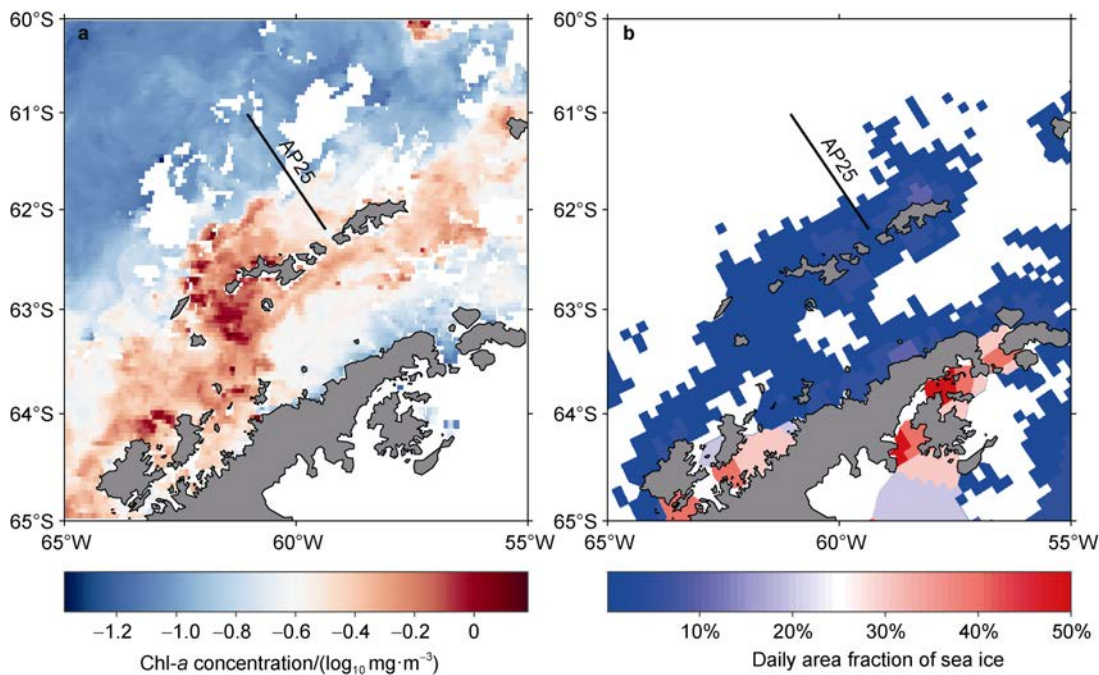 a
b
60°S
61°S
62°S
63°S
64°S
65°S
65°W
60°W
55°W
AP25
60°S
61°S
62°S
63°S
64°S
65°S
65°W
60°W
55°W
AP25
−1.2 −1.0 −0.8 −0.6 −0.4 −0.2 0
Chl-a concentration/(log₁₀ mg·m⁻³)
10% 20% 30% 40% 50%
Daily area fraction of sea ice